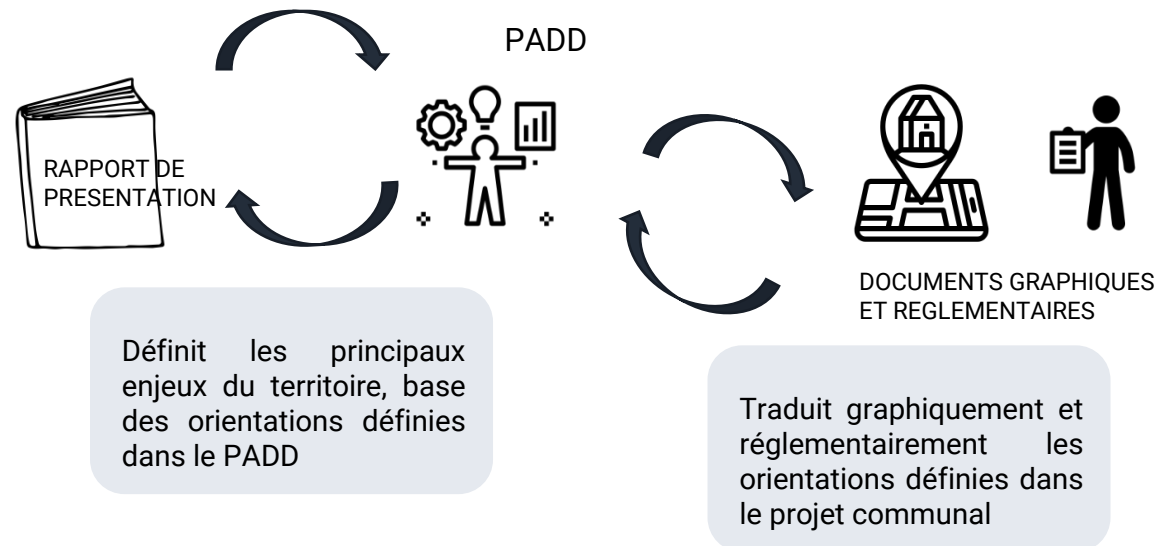 PADD
RAPPORT DE
PRESENTATION
DOCUMENTS GRAPHIQUES
ET REGLEMENTAIRES
Définit les principaux
enjeux du territoire, base
des orientations définies
dans le PADD
Traduit graphiquement et
réglementairement les
orientations définies dans
le projet communal